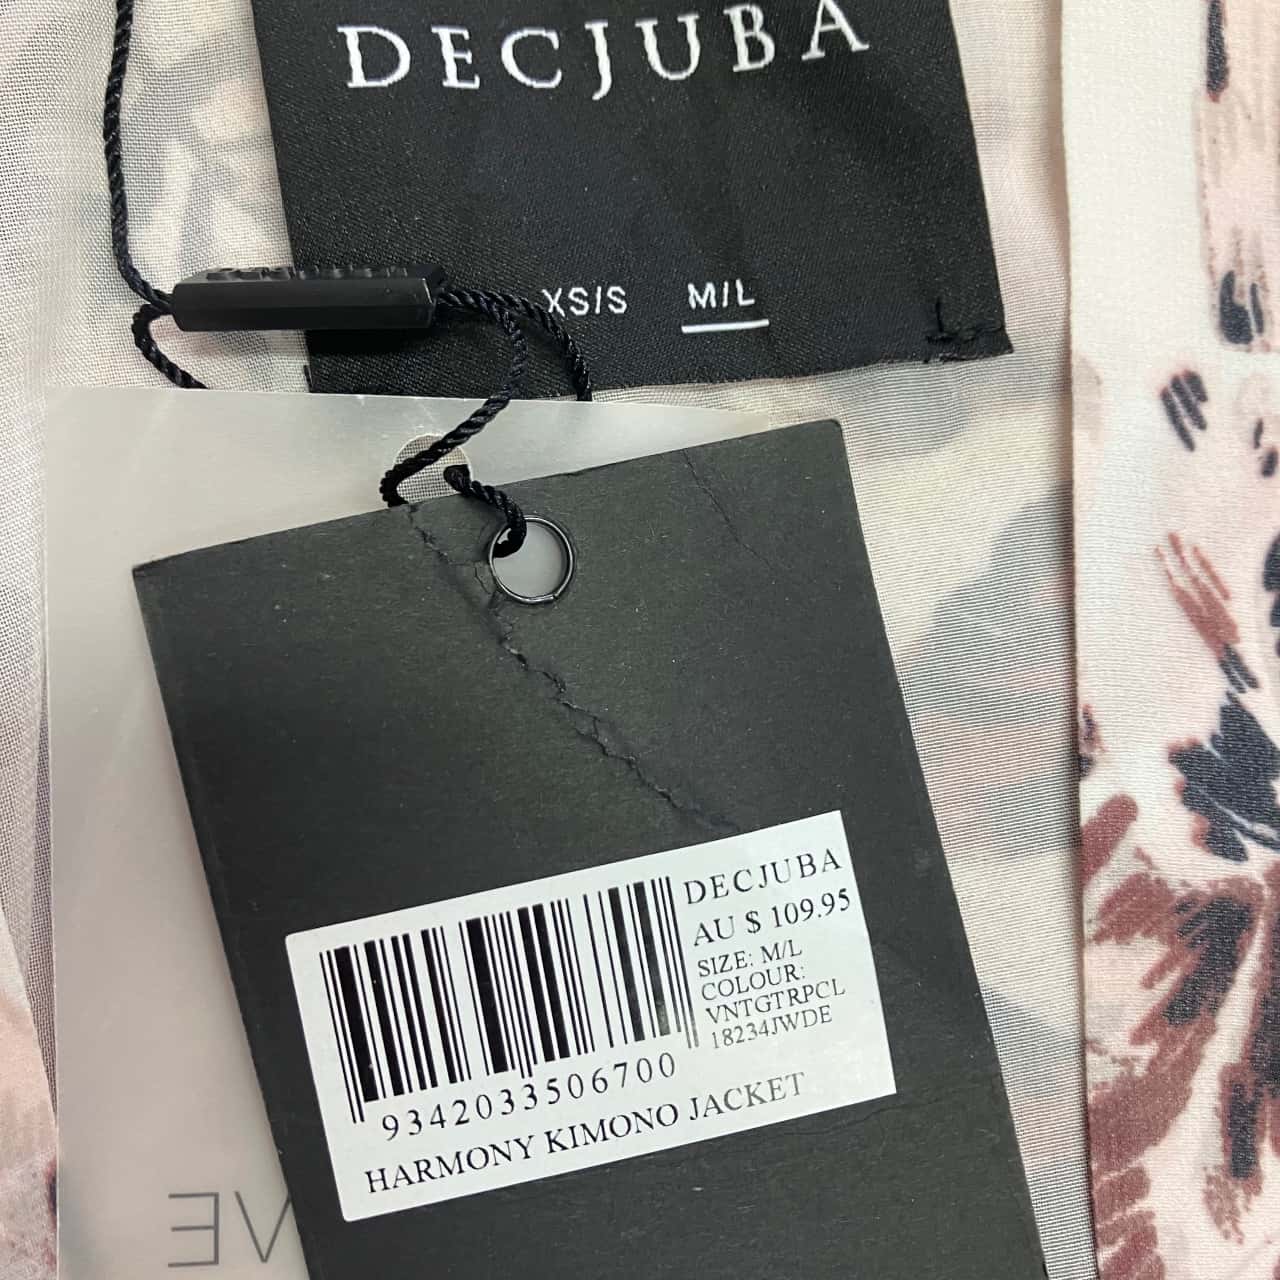 DECJUBA
XS/S M/L
DECJUBA
AU $ 109.95
SIZE: M/L
COLOUR:
VNTGTRPCL
18234JWDE
9342033506700
HARMONY KIMONO JACKET